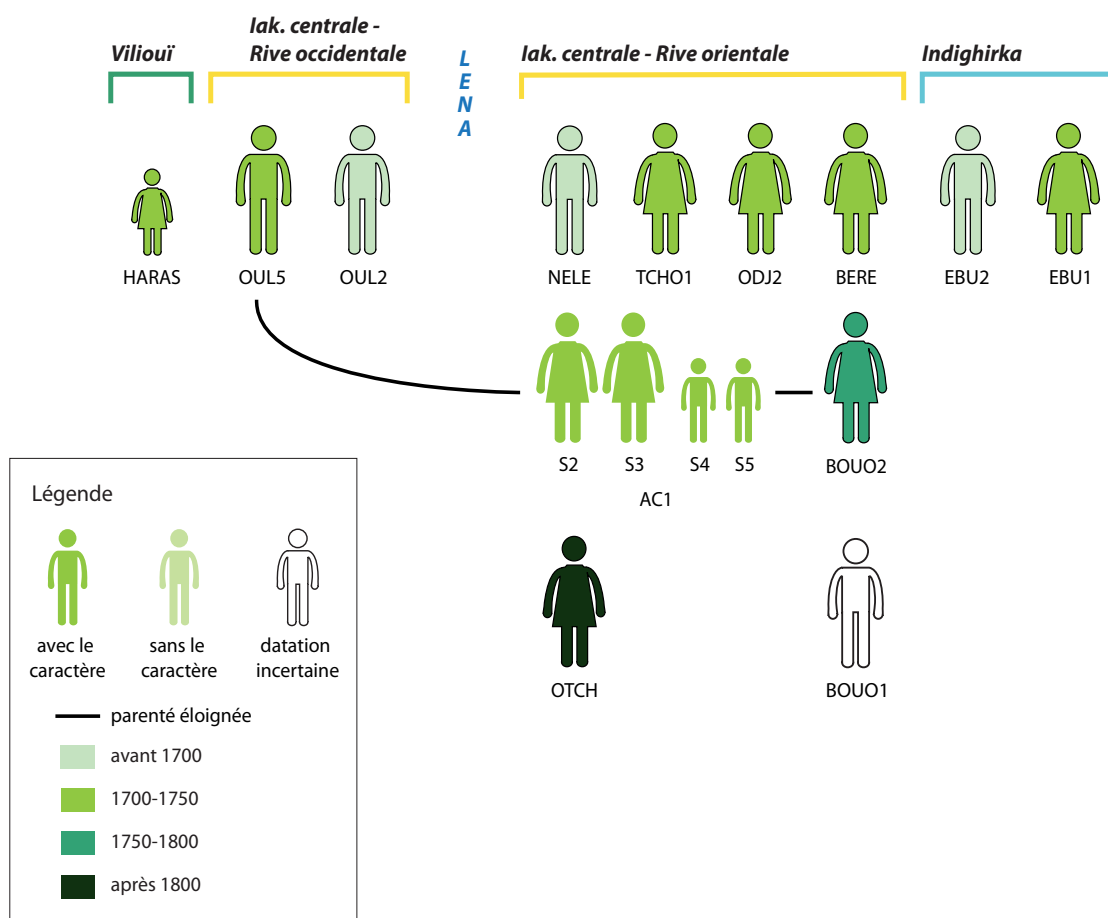 Viliouï
Iak. centrale -
Rive occidentale
L
E
N
A
Iak. centrale - Rive orientale
Indighirka
HARAS
OUL5
OUL2
NELE
TCHO1
ODJ2
BERE
EBU2
EBU1
S2
S3
S4
S5
BOUO2
AC1
OTCH
BOUO1
Légende
avec le
caractère
sans le
caractère
datation
incertaine
parenté éloignée
avant 1700
1700-1750
1750-1800
après 1800